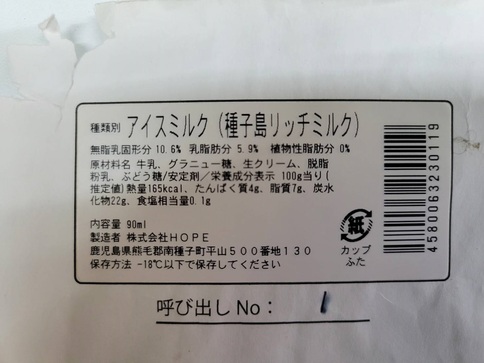 種類別 アイスミルク（種子島リッチミルク）
無脂乳固形分 10.6% 乳脂肪分 5.9% 植物性脂肪分 0%
原材料名 牛乳、グラニュー糖、生クリーム、脱脂
粉乳、ぶどう糖/安定剤／栄養成分表示 100g当り(
推定値)熱量165kcal、たんぱく質4g、脂質7g、炭水
化物22g、食塩相当量0.1g
内容量 90ml
製造者 株式会社ＨＯＰＥ
鹿児島県熊毛郡南種子町平山５００番地１３０
保存方法 -18℃以下で保存してください
紙
カップ
ふた
4580063230119
呼び出しNo： 1